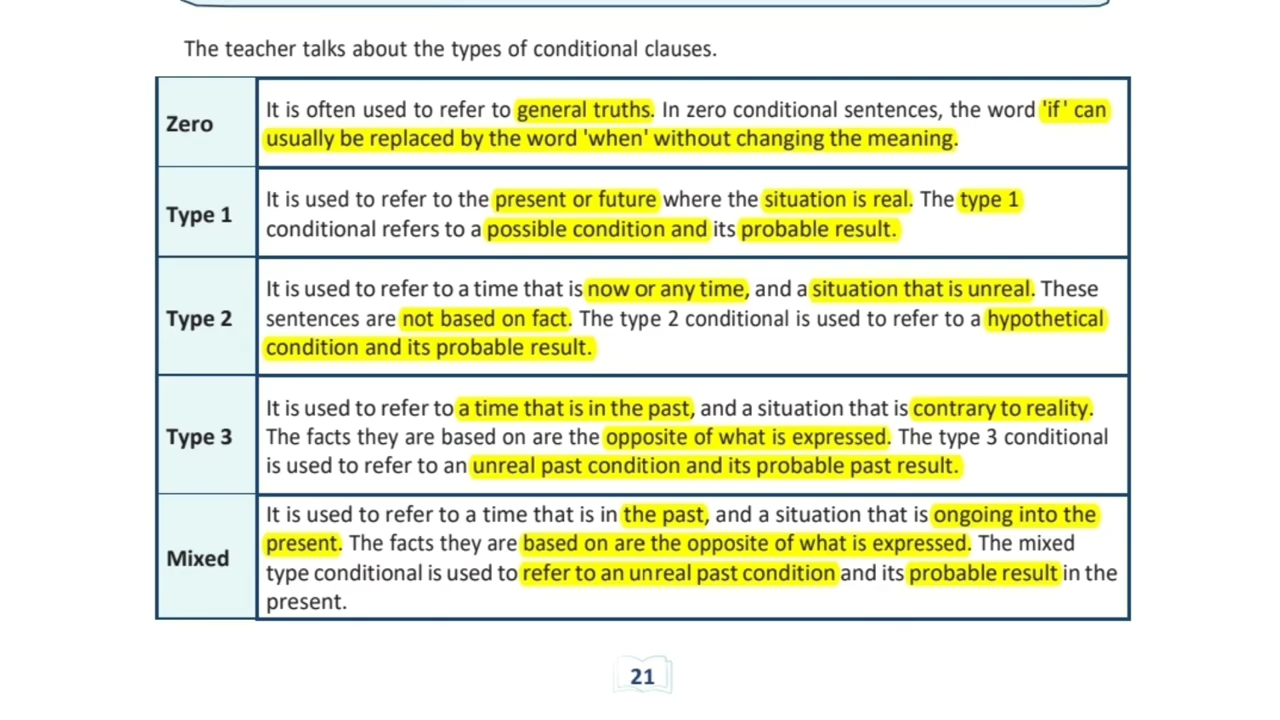 The teacher talks about the types of conditional clauses.
Zero
It is often used to refer to general truths. In zero conditional sentences, the word 'if' can
usually be replaced by the word 'when' without changing the meaning.
Type 1
It is used to refer to the present or future where the situation is real. The type 1
conditional refers to a possible condition and its probable result.
Type 2
It is used to refer to a time that is now or any time, and a situation that is unreal. These
sentences are not based on fact. The type 2 conditional is used to refer to a hypothetical
condition and its probable result.
Type 3
It is used to refer to a time that is in the past, and a situation that is contrary to reality.
The facts they are based on are the opposite of what is expressed. The type 3 conditional
is used to refer to an unreal past condition and its probable past result.
Mixed
It is used to refer to a time that is in the past, and a situation that is ongoing into the
present. The facts they are based on are the opposite of what is expressed. The mixed
type conditional is used to refer to an unreal past condition and its probable result in the
present.
21